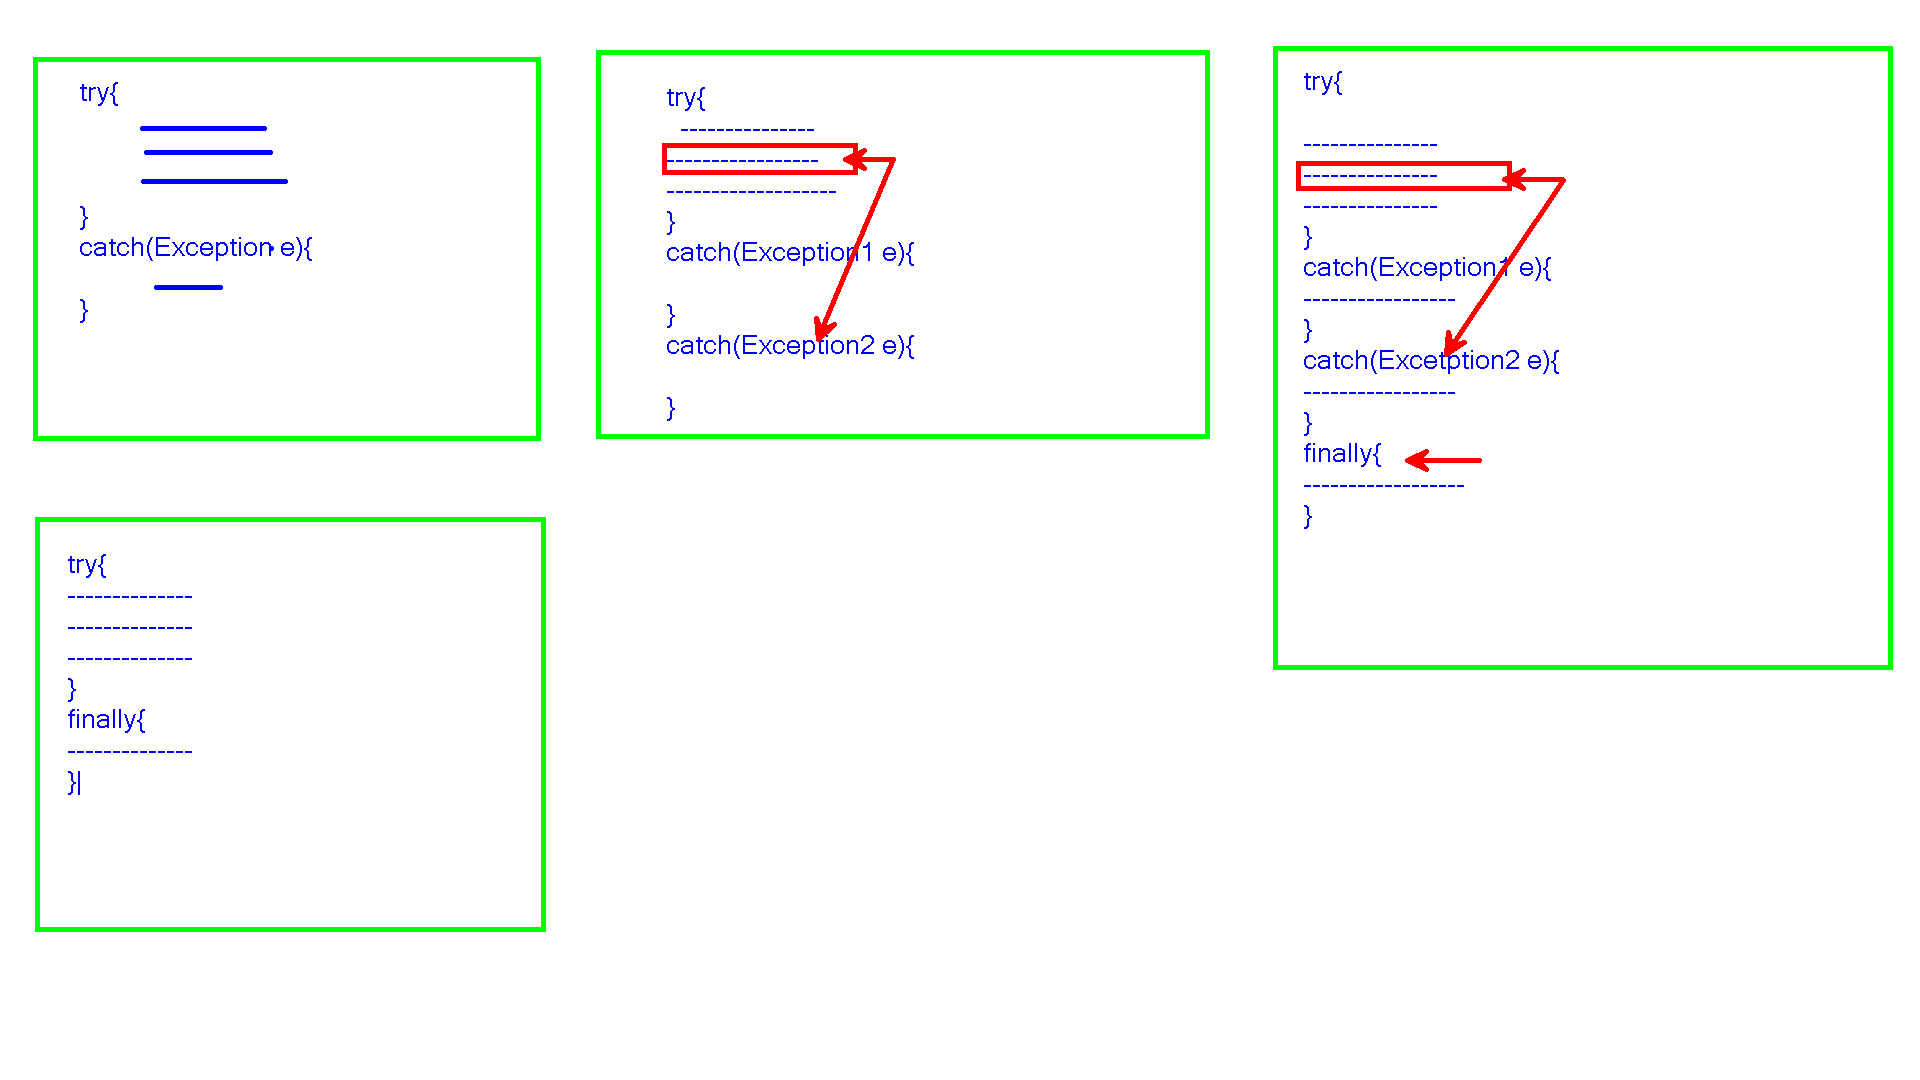 try{
}
catch(Exception e){
}
try{
---------------
-----------------
-------------------
}
catch(Exception1 e){
}
catch(Exception2 e){
}
try{
---------------
---------------
---------------
}
catch(Exception1 e){
-----------------
}
catch(Excetption2 e){
-----------------
}
finally{
------------------
}
try{
--------------
--------------
--------------
}
finally{
--------------
}